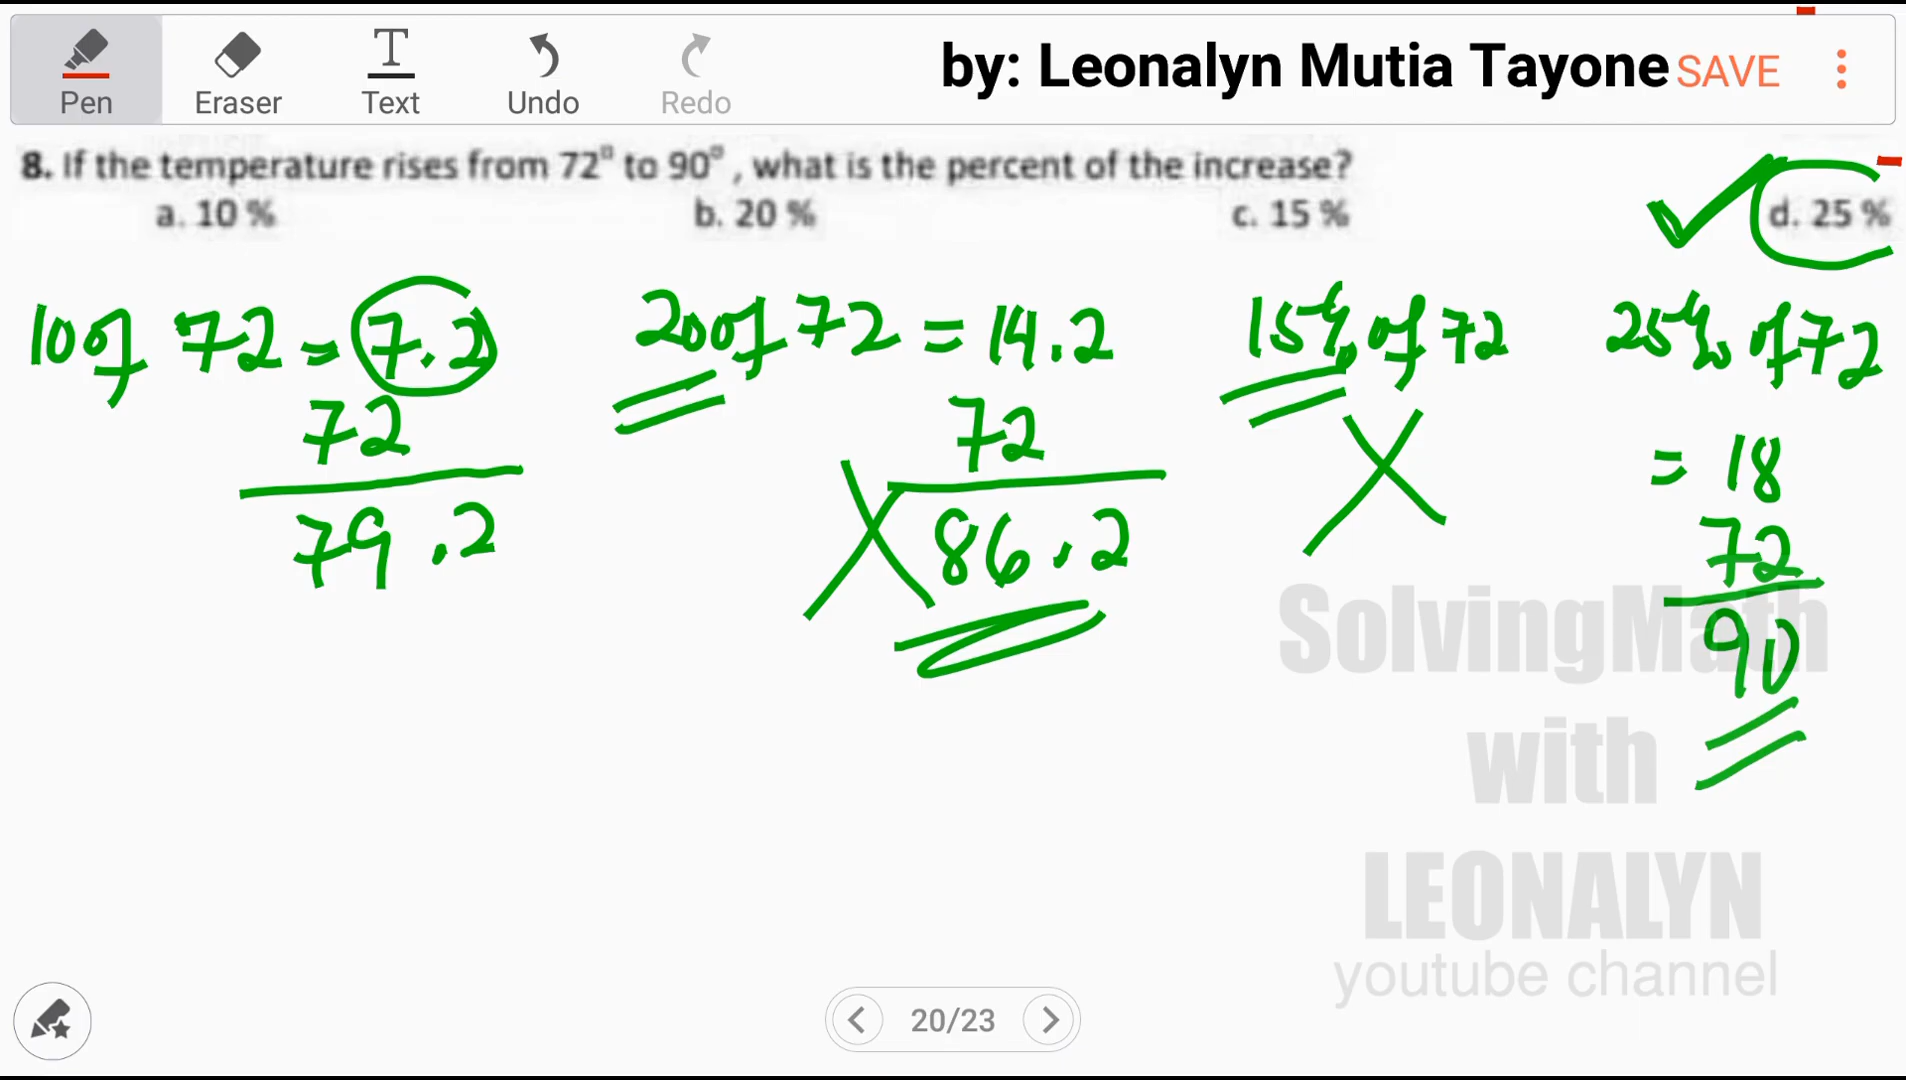 by: Leonalyn Mutia Tayone SAVE
Pen Eraser Text Undo Redo
8. If the temperature rises from 72° to 90°, what is the percent of the increase?
a. 10 % b. 20 % c. 15 % d. 25 %
10 of 72 = 7.2 20 of 72 = 14.2 15% of 72 25% of 72
72 72 = 18
79.2 86.2 72
90
SolvingMath
with
LEONALYN
youtube channel
20/23